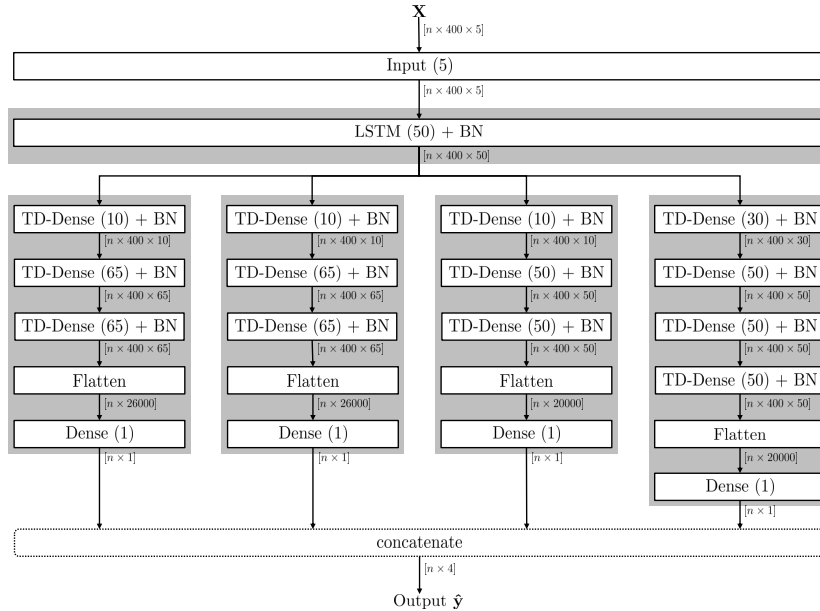 X
[n × 400 × 5]
Input (5)
[n × 400 × 5]
LSTM (50) + BN
[n × 400 × 50]
TD-Dense (10) + BN
TD-Dense (10) + BN
TD-Dense (10) + BN
TD-Dense (30) + BN
[n × 400 × 10]
[n × 400 × 10]
[n × 400 × 10]
[n × 400 × 30]
TD-Dense (65) + BN
TD-Dense (65) + BN
TD-Dense (50) + BN
TD-Dense (50) + BN
[n × 400 × 65]
[n × 400 × 65]
[n × 400 × 50]
[n × 400 × 50]
TD-Dense (65) + BN
TD-Dense (65) + BN
TD-Dense (50) + BN
TD-Dense (50) + BN
[n × 400 × 65]
[n × 400 × 65]
[n × 400 × 50]
[n × 400 × 50]
Flatten
Flatten
Flatten
TD-Dense (50) + BN
[n × 26000]
[n × 26000]
[n × 20000]
[n × 400 × 50]
Dense (1)
Dense (1)
Dense (1)
Flatten
[n × 1]
[n × 1]
[n × 1]
[n × 20000]
Dense (1)
[n × 1]
concatenate
[n × 4]
Output ŷ